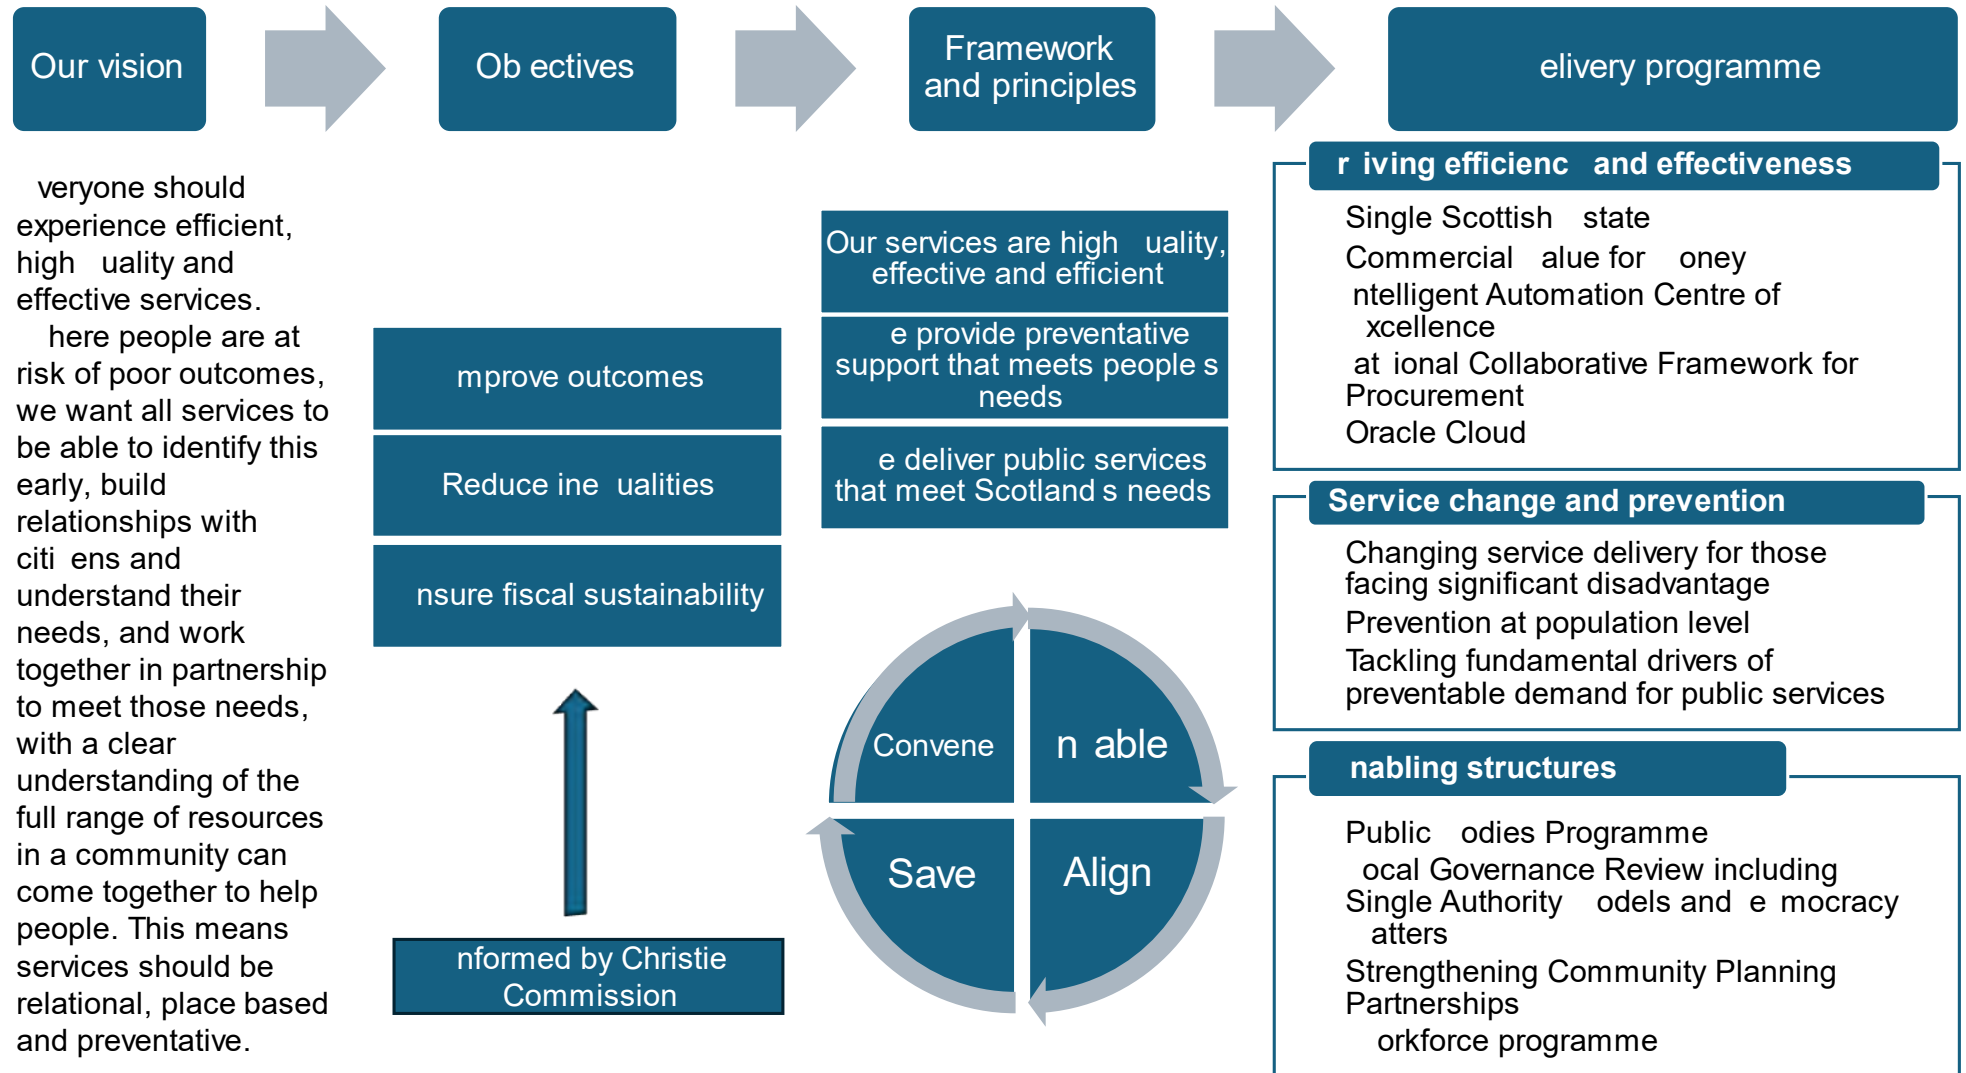 Our vision
Ob ectives
Framework
and principles
elivery programme
veryone should
experience efficient,
high uality and
effective services.
here people are at
risk of poor outcomes,
we want all services to
be able to identify this
early, build
relationships with
citi ens and
understand their
needs, and work
together in partnership
to meet those needs,
with a clear
understanding of the
full range of resources
in a community can
come together to help
people. This means
services should be
relational, place based
and preventative.
mprove outcomes
Reduce ine ualities
nsure fiscal sustainability
nformed by Christie
Commission
Our services are high uality,
effective and efficient
e provide preventative
support that meets people s
needs
e deliver public services
that meet Scotland s needs
Convene
n able
Save
Align
r iving efficienc and effectiveness
Single Scottish state
Commercial alue for oney
ntelligent Automation Centre of
xcellence
at ional Collaborative Framework for
Procurement
Oracle Cloud
Service change and prevention
Changing service delivery for those
facing significant disadvantage
Prevention at population level
Tackling fundamental drivers of
preventable demand for public services
nabling structures
Public odies Programme
ocal Governance Review including
Single Authority odels and e mocracy
atters
Strengthening Community Planning
Partnerships
orkforce programme